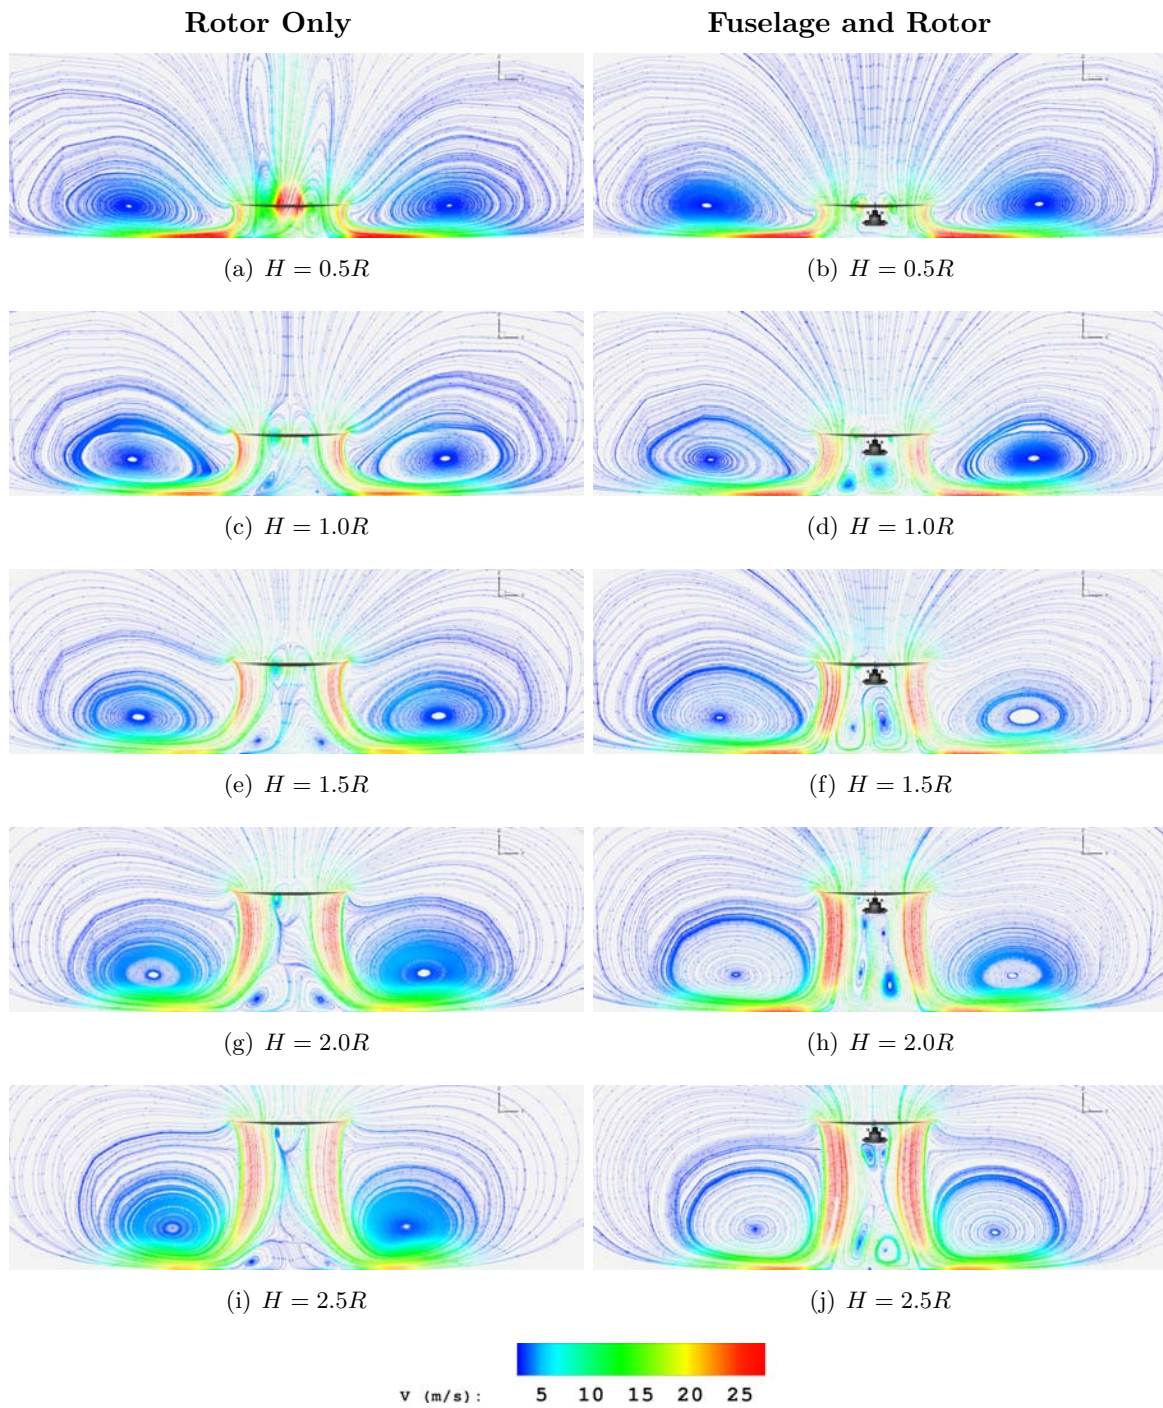 Rotor Only Fuselage and Rotor
(a) H = 0.5R (b) H = 0.5R
(c) H = 1.0R (d) H = 1.0R
(e) H = 1.5R (f) H = 1.5R
(g) H = 2.0R (h) H = 2.0R
(i) H = 2.5R (j) H = 2.5R
V (m/s): 5 10 15 20 25